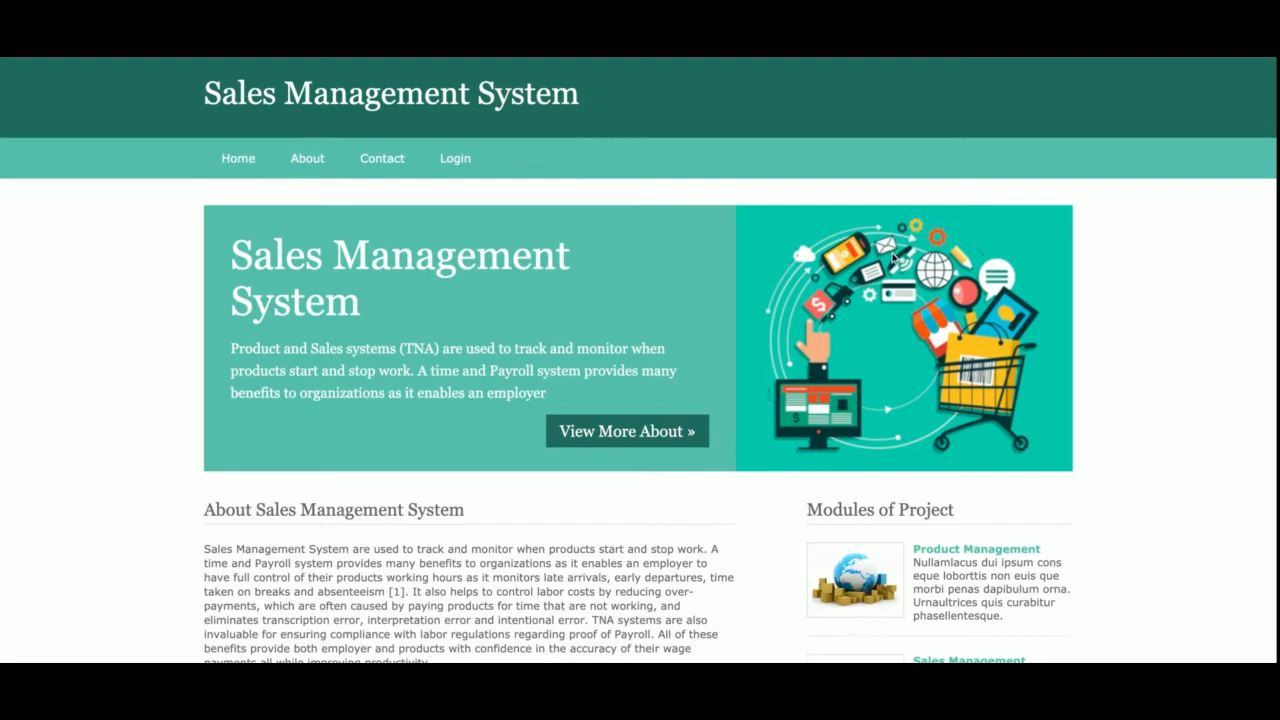 Sales Management System
Home About Contact Login
Sales Management
System
Product and Sales systems (TNA) are used to track and monitor when
products start and stop work. A time and Payroll system provides many
benefits to organizations as it enables an employer
View More About »
About Sales Management System
Sales Management System are used to track and monitor when products start and stop work. A
time and Payroll system provides many benefits to organizations as it enables an employer to
have full control of their products working hours as it monitors late arrivals, early departures, time
taken on breaks and absenteeism [1]. It also helps to control labor costs by reducing over-
payments, which are often caused by paying products for time that are not working, and
eliminates transcription error, interpretation error and intentional error. TNA systems are also
invaluable for ensuring compliance with labor regulations regarding proof of Payroll. All of these
benefits provide both employer and products with confidence in the accuracy of their wage
payments all while improving productivity.
Modules of Project
Product Management
Nullamlacus dui ipsum cons
eque loborttis non euis que
morbi penas dapibulum orna.
Urnaultrices quis curabitur
phasellentesque.
Sales Management